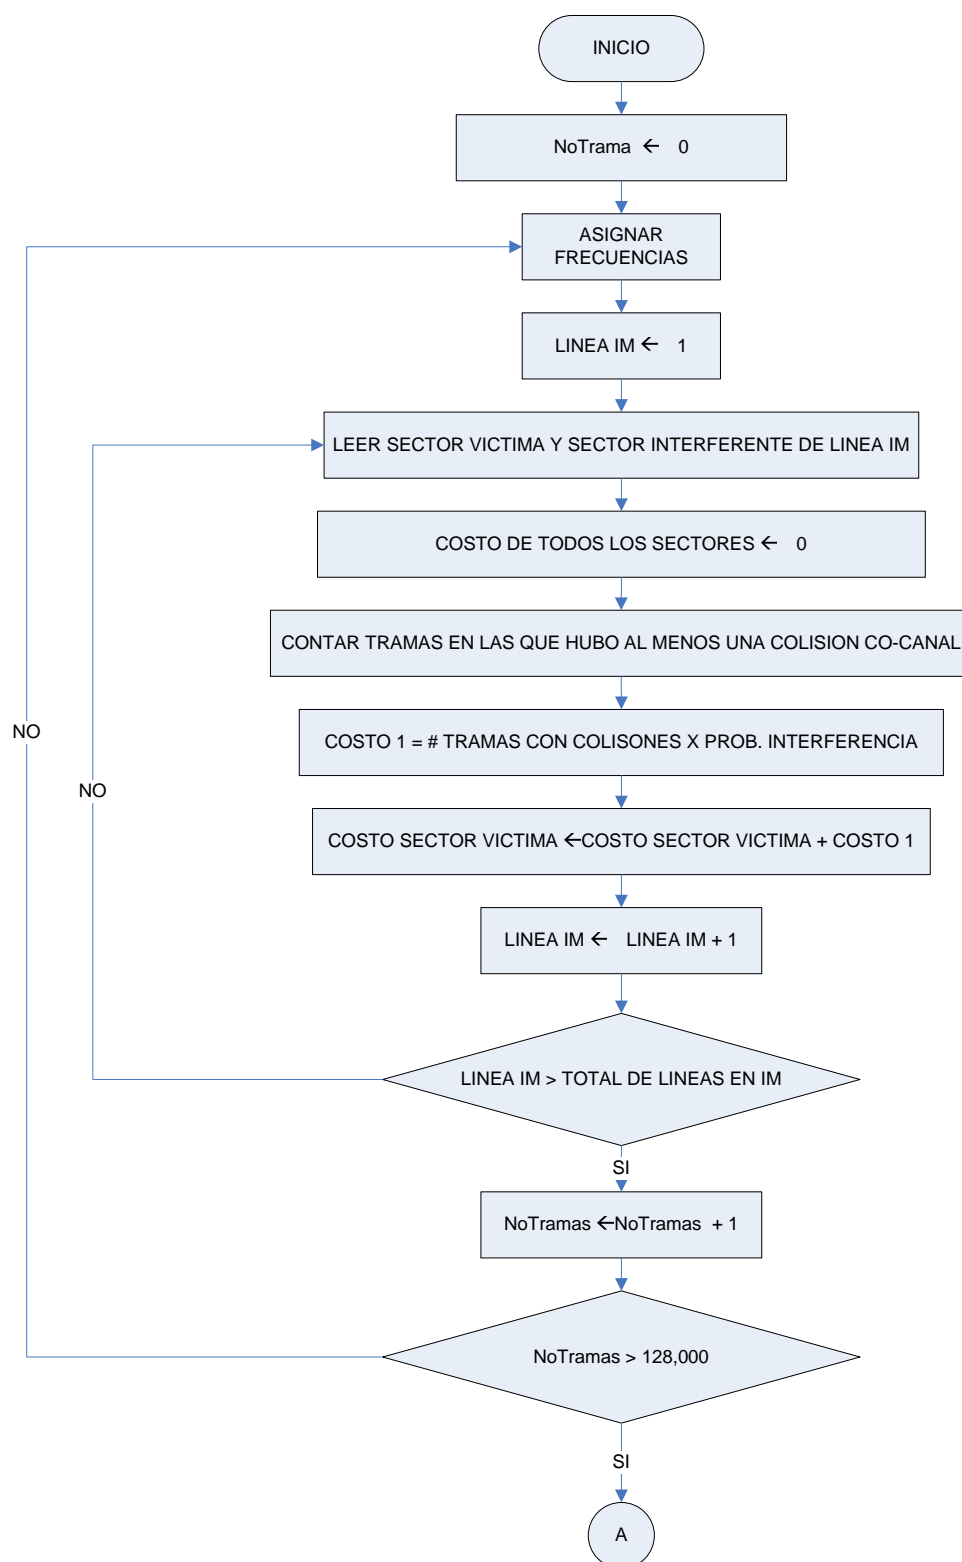 INICIO
NoTrama ← 0
ASIGNAR
FRECUENCIAS
LINEA IM ← 1
LEER SECTOR VICTIMA Y SECTOR INTERFERENTE DE LINEA IM
COSTO DE TODOS LOS SECTORES ← 0
CONTAR TRAMAS EN LAS QUE HUBO AL MENOS UNA COLISION CO-CANAL
COSTO 1 = # TRAMAS CON COLISONES X PROB. INTERFERENCIA
NO
NO
COSTO SECTOR VICTIMA ←COSTO SECTOR VICTIMA + COSTO 1
LINEA IM ← LINEA IM + 1
LINEA IM > TOTAL DE LINEAS EN IM
SI
NoTramas ←NoTramas + 1
NoTramas > 128,000
SI
A